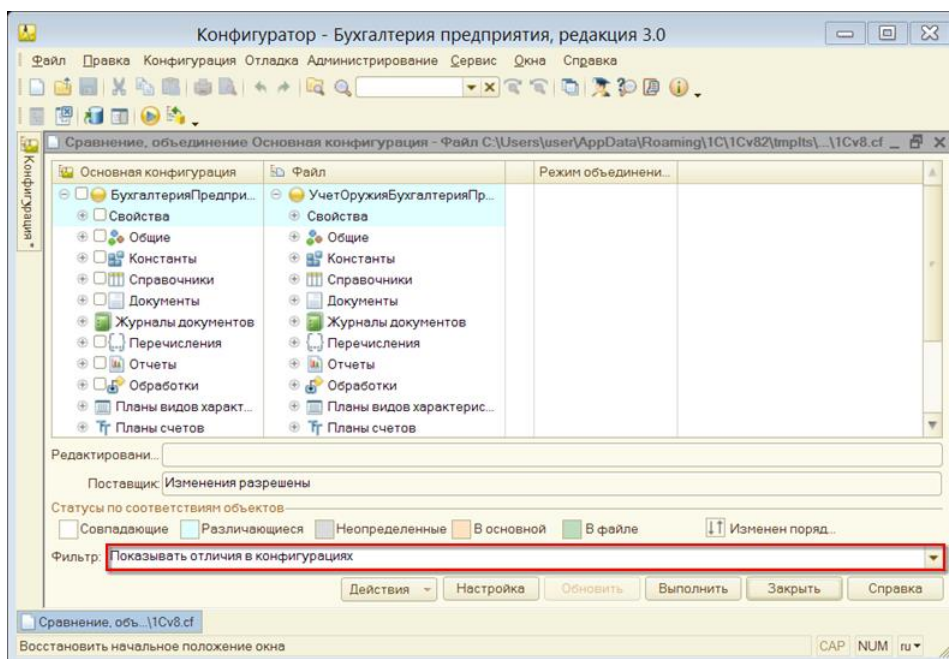 Конфигуратор - Бухгалтерия предприятия, редакция 3.0
Файл Правка Конфигурация Отладка Администрирование Сервис Окна Справка
Конфигурация *
Сравнение, объединение Основная конфигурация - Файл C:\Users\user\AppData\Roaming\1C\1Cv82\tmplts\...\1Cv8.cf
Основная конфигурация Файл Режим объединени...
БухгалтерияПредпри... УчетОружияБухгалтерияПр...
Свойства Свойства
Общие Общие
Константы Константы
Справочники Справочники
Документы Документы
Журналы документов Журналы документов
Перечисления Перечисления
Отчеты Отчеты
Обработки Обработки
Планы видов характ... Планы видов характерис...
Планы счетов Планы счетов
Редактировани...
Поставщик: Изменения разрешены
Статусы по соответствиям объектов
Совпадающие Различающиеся Неопределенные В основной В файле Изменен поряд...
Фильтр: Показывать отличия в конфигурациях
Действия Настройка Обновить Выполнить Закрыть Справка
Сравнение, объ...\1Cv8.cf
Восстановить начальное положение окна CAP NUM ru